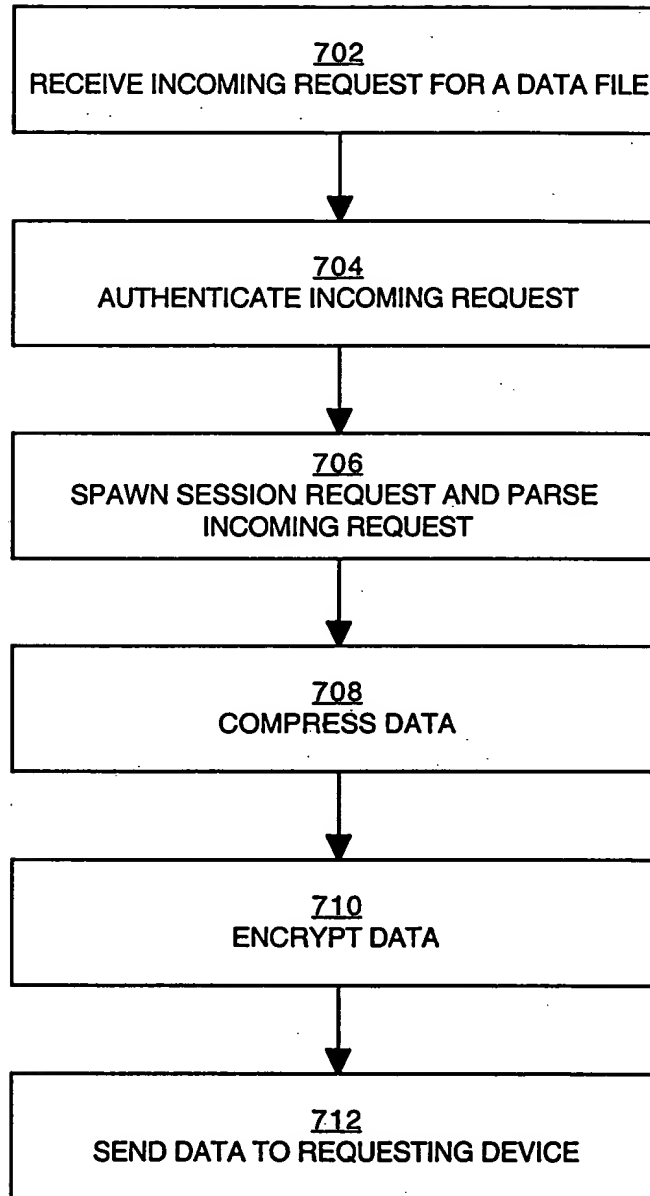 702
RECEIVE INCOMING REQUEST FOR A DATA FILE
704
AUTHENTICATE INCOMING REQUEST
706
SPAWN SESSION REQUEST AND PARSE
INCOMING REQUEST
708
COMPRESS DATA
710
ENCRYPT DATA
712
SEND DATA TO REQUESTING DEVICE